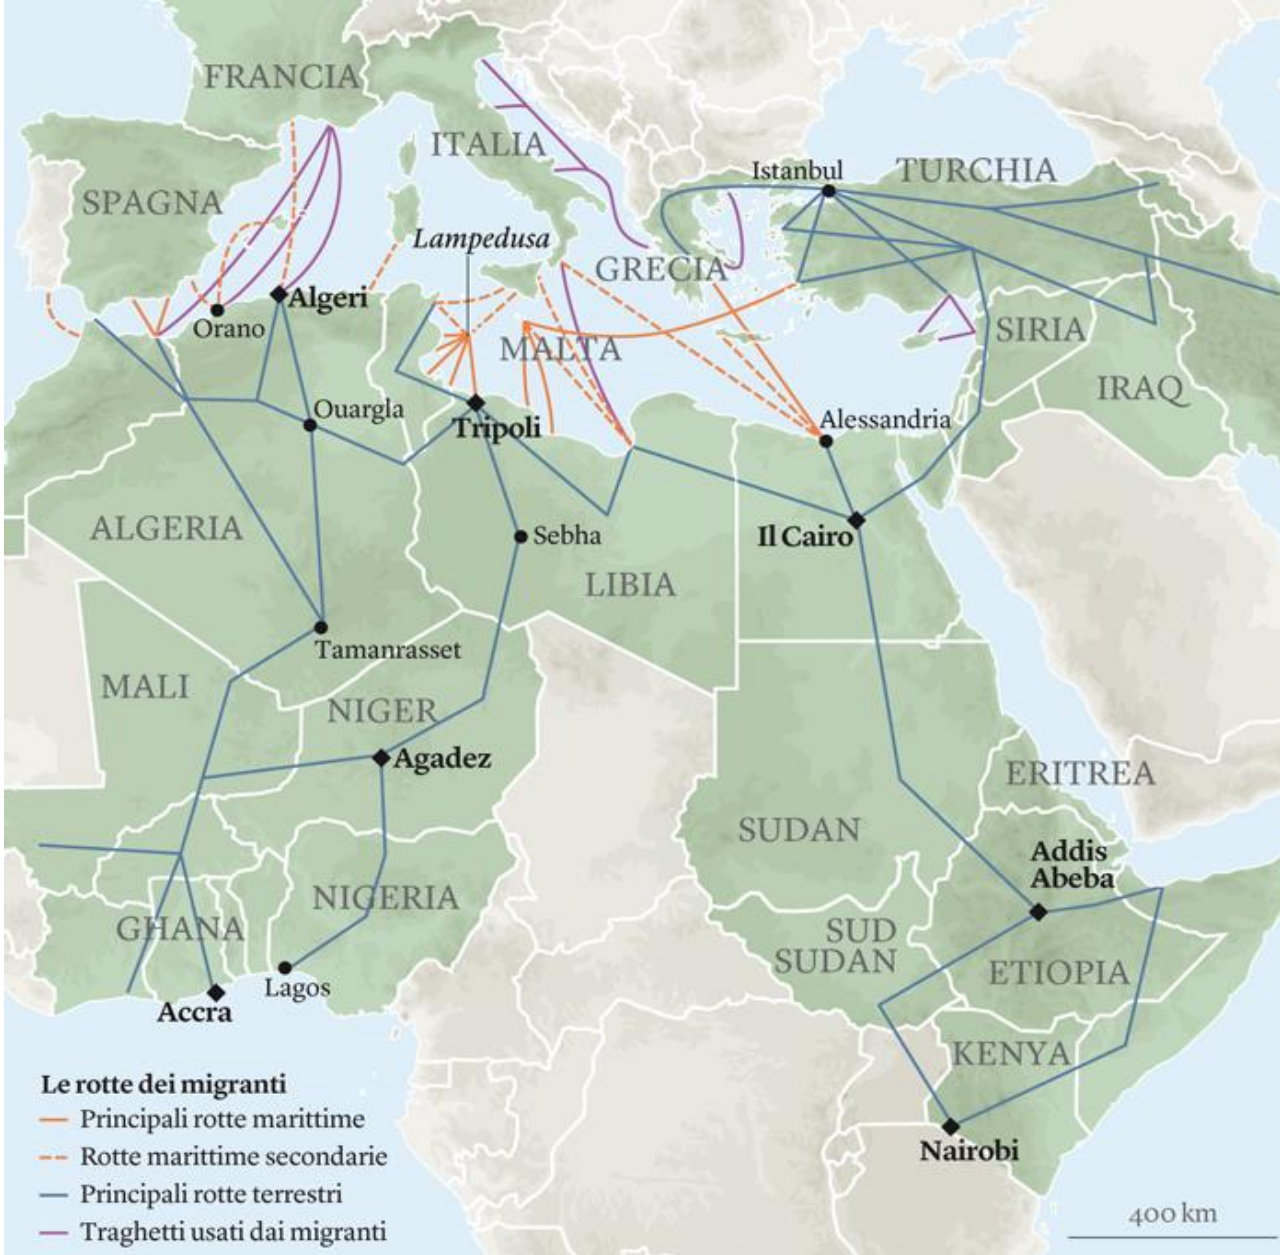 FRANCIA
ITALIA
SPAGNA
Istanbul
TURCHIA
Lampedusa
GRECIA
Algeri
Orano
MALTA
SIRIA
IRAQ
Ouargla
Tripoli
Alessandria
ALGERIA
Sebha
Il Cairo
LIBIA
Tamanrasset
MALI
NIGER
Agadez
ERITREA
SUDAN
Addis
Abeba
NIGERIA
GHANA
SUD
SUDAN
ETIOPIA
Lagos
Accra
KENYA
Nairobi
Le rotte dei migranti
Principali rotte marittime
Rotte marittime secondarie
Principali rotte terrestri
Traghetti usati dai migranti
400 km